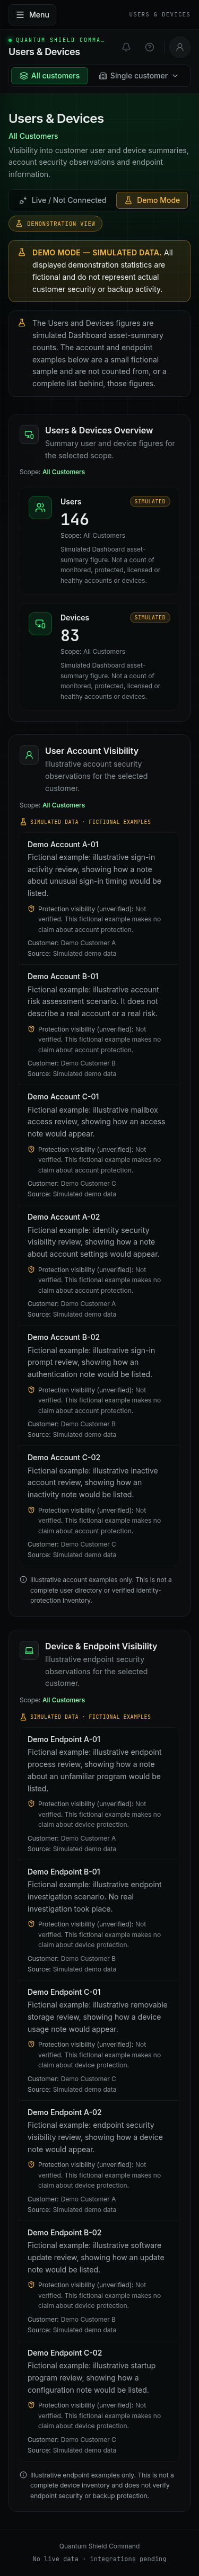 Menu
USERS & DEVICES
QUANTUM SHIELD COMMA…
Users & Devices
All customers
Single customer
Users & Devices
All Customers
Visibility into customer user and device summaries,
account security observations and endpoint
information.
Live / Not Connected
Demo Mode
DEMONSTRATION VIEW
DEMO MODE — SIMULATED DATA. All
displayed demonstration statistics are
fictional and do not represent actual
customer security or backup activity.
The Users and Devices figures are
simulated Dashboard asset-summary
counts. The account and endpoint
examples below are a small fictional
sample and are not counted from, or a
complete list behind, those figures.
Users & Devices Overview
Summary user and device figures for
the selected scope.
Scope: All Customers
Users
SIMULATED
146
Scope: All Customers
Simulated Dashboard asset-
summary figure. Not a count of
monitored, protected, licensed or
healthy accounts or devices.
Devices
SIMULATED
83
Scope: All Customers
Simulated Dashboard asset-
summary figure. Not a count of
monitored, protected, licensed or
healthy accounts or devices.
User Account Visibility
Illustrative account security
observations for the selected
customer.
Scope: All Customers
SIMULATED DATA · FICTIONAL EXAMPLES
Demo Account A-01
Fictional example: illustrative sign-in
activity review, showing how a note
about unusual sign-in timing would be
listed.
Protection visibility (unverified): Not
verified. This fictional example makes no
claim about account protection.
Customer: Demo Customer A
Source: Simulated demo data
Demo Account B-01
Fictional example: illustrative account
risk assessment scenario. It does not
describe a real account or a real risk.
Protection visibility (unverified): Not
verified. This fictional example makes no
claim about account protection.
Customer: Demo Customer B
Source: Simulated demo data
Demo Account C-01
Fictional example: illustrative mailbox
access review, showing how an access
note would appear.
Protection visibility (unverified): Not
verified. This fictional example makes no
claim about account protection.
Customer: Demo Customer C
Source: Simulated demo data
Demo Account A-02
Fictional example: identity security
visibility review, showing how a note
about account settings would appear.
Protection visibility (unverified): Not
verified. This fictional example makes no
claim about account protection.
Customer: Demo Customer A
Source: Simulated demo data
Demo Account B-02
Fictional example: illustrative sign-in
prompt review, showing how an
authentication note would be listed.
Protection visibility (unverified): Not
verified. This fictional example makes no
claim about account protection.
Customer: Demo Customer B
Source: Simulated demo data
Demo Account C-02
Fictional example: illustrative inactive
account review, showing how an
inactivity note would be listed.
Protection visibility (unverified): Not
verified. This fictional example makes no
claim about account protection.
Customer: Demo Customer C
Source: Simulated demo data
Illustrative account examples only. This is not a
complete user directory or verified identity-
protection inventory.
Device & Endpoint Visibility
Illustrative endpoint security
observations for the selected
customer.
Scope: All Customers
SIMULATED DATA · FICTIONAL EXAMPLES
Demo Endpoint A-01
Fictional example: illustrative endpoint
process review, showing how a note
about an unfamiliar program would be
listed.
Protection visibility (unverified): Not
verified. This fictional example makes no
claim about device protection.
Customer: Demo Customer A
Source: Simulated demo data
Demo Endpoint B-01
Fictional example: illustrative endpoint
investigation scenario. No real
investigation took place.
Protection visibility (unverified): Not
verified. This fictional example makes no
claim about device protection.
Customer: Demo Customer B
Source: Simulated demo data
Demo Endpoint C-01
Fictional example: illustrative removable
storage review, showing how a device
usage note would appear.
Protection visibility (unverified): Not
verified. This fictional example makes no
claim about device protection.
Customer: Demo Customer C
Source: Simulated demo data
Demo Endpoint A-02
Fictional example: endpoint security
visibility review, showing how a device
note would appear.
Protection visibility (unverified): Not
verified. This fictional example makes no
claim about device protection.
Customer: Demo Customer A
Source: Simulated demo data
Demo Endpoint B-02
Fictional example: illustrative software
update review, showing how an update
note would be listed.
Protection visibility (unverified): Not
verified. This fictional example makes no
claim about device protection.
Customer: Demo Customer B
Source: Simulated demo data
Demo Endpoint C-02
Fictional example: illustrative startup
program review, showing how a
configuration note would be listed.
Protection visibility (unverified): Not
verified. This fictional example makes no
claim about device protection.
Customer: Demo Customer C
Source: Simulated demo data
Illustrative endpoint examples only. This is not a
complete device inventory and does not verify
endpoint security or backup protection.
Quantum Shield Command
No live data · integrations pending